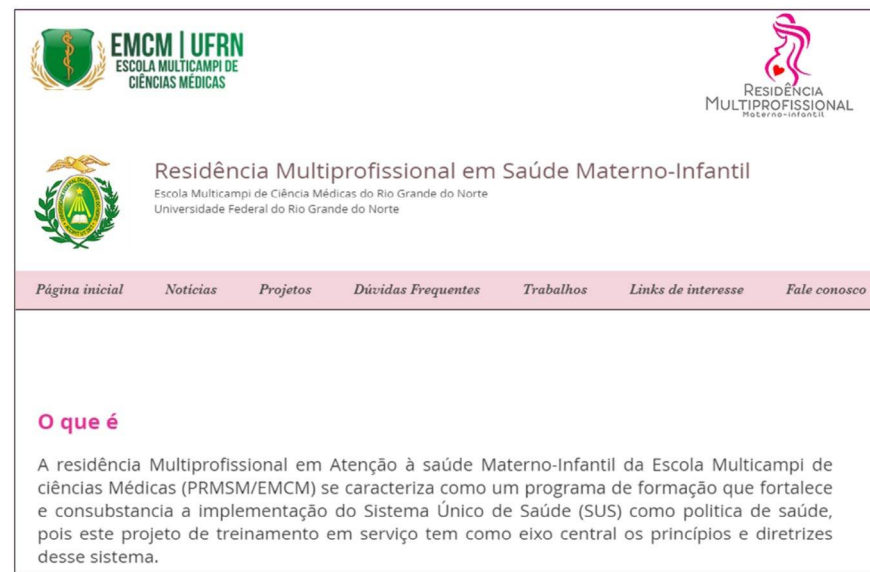 EMCM | UFRN
ESCOLA MULTICAMPI DE
CIÊNCIAS MÉDICAS
RESIDÊNCIA
MULTIPROFISSIONAL
Materno-infantil
Residência Multiprofissional em Saúde Materno-Infantil
Escola Multicampi de Ciência Médicas do Rio Grande do Norte
Universidade Federal do Rio Grande do Norte
Página inicial Notícias Projetos Dúvidas Frequentes Trabalhos Links de interesse Fale conosco
O que é
A residência Multiprofissional em Atenção à saúde Materno-Infantil da Escola Multicampi de
ciências Médicas (PRMSM/EMCM) se caracteriza como um programa de formação que fortalece
e consubstancia a implementação do Sistema Único de Saúde (SUS) como politica de saúde,
pois este projeto de treinamento em serviço tem como eixo central os princípios e diretrizes
desse sistema.